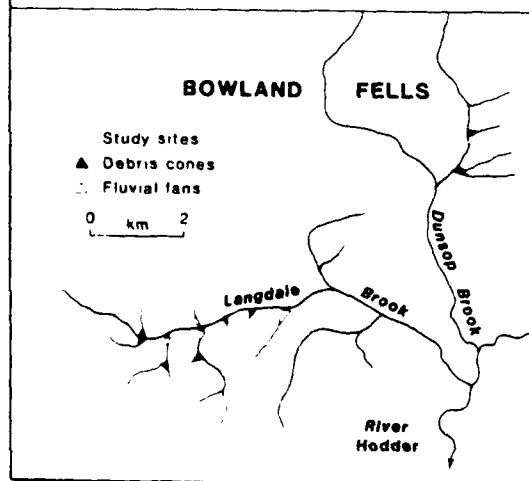 BOWLAND FELLS
Study sites
Debris cones
Fluvial fans
0 2
km
Langdale Brook
Dunsop Brook
River
Hodder